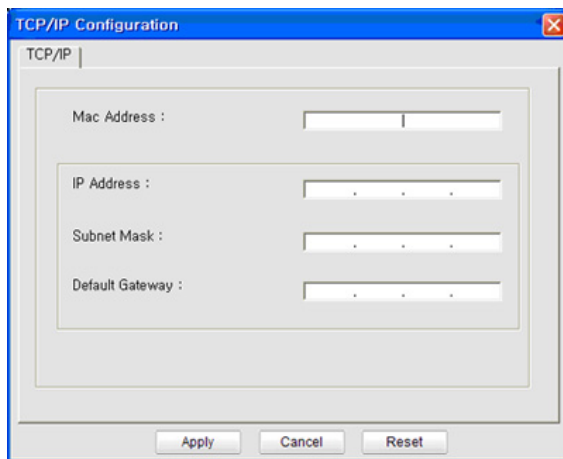 TCP/IP Configuration
TCP/IP
Mac Address :
IP Address :
. . .
Subnet Mask :
. . .
Default Gateway :
. . .
Apply Cancel Reset